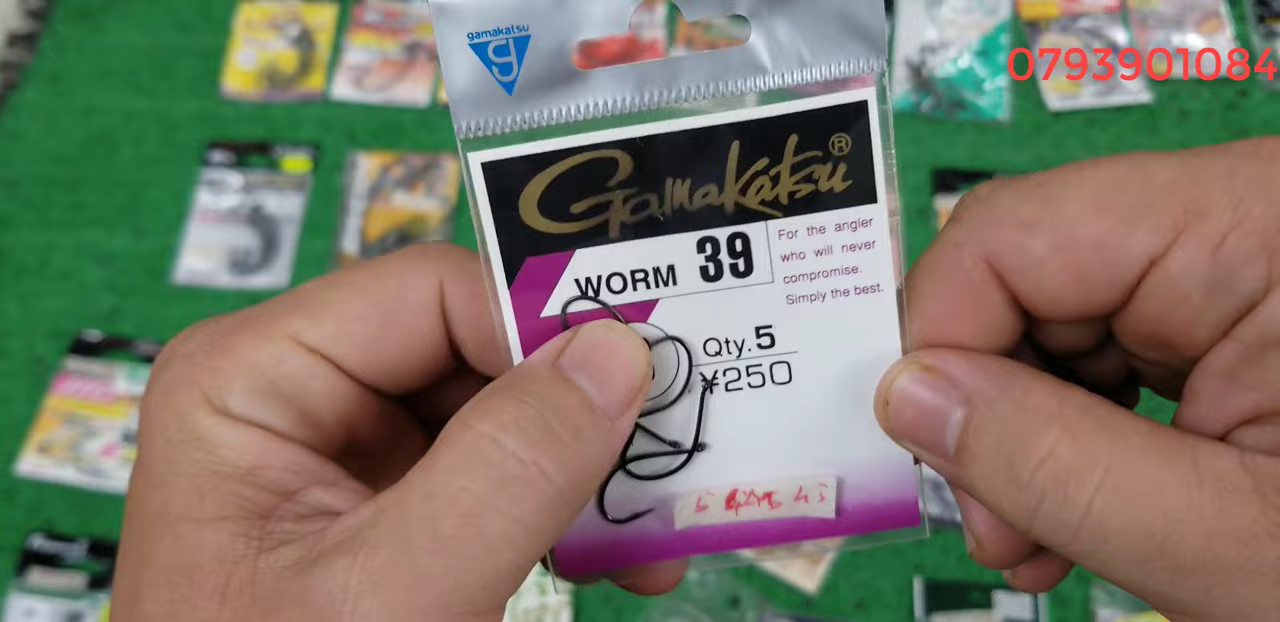 gamakatsu
g
0793901084
Gamakatsu®
WORM 39
For the angler
who will never
compromise.
Simply the best.
Qty.5
¥250